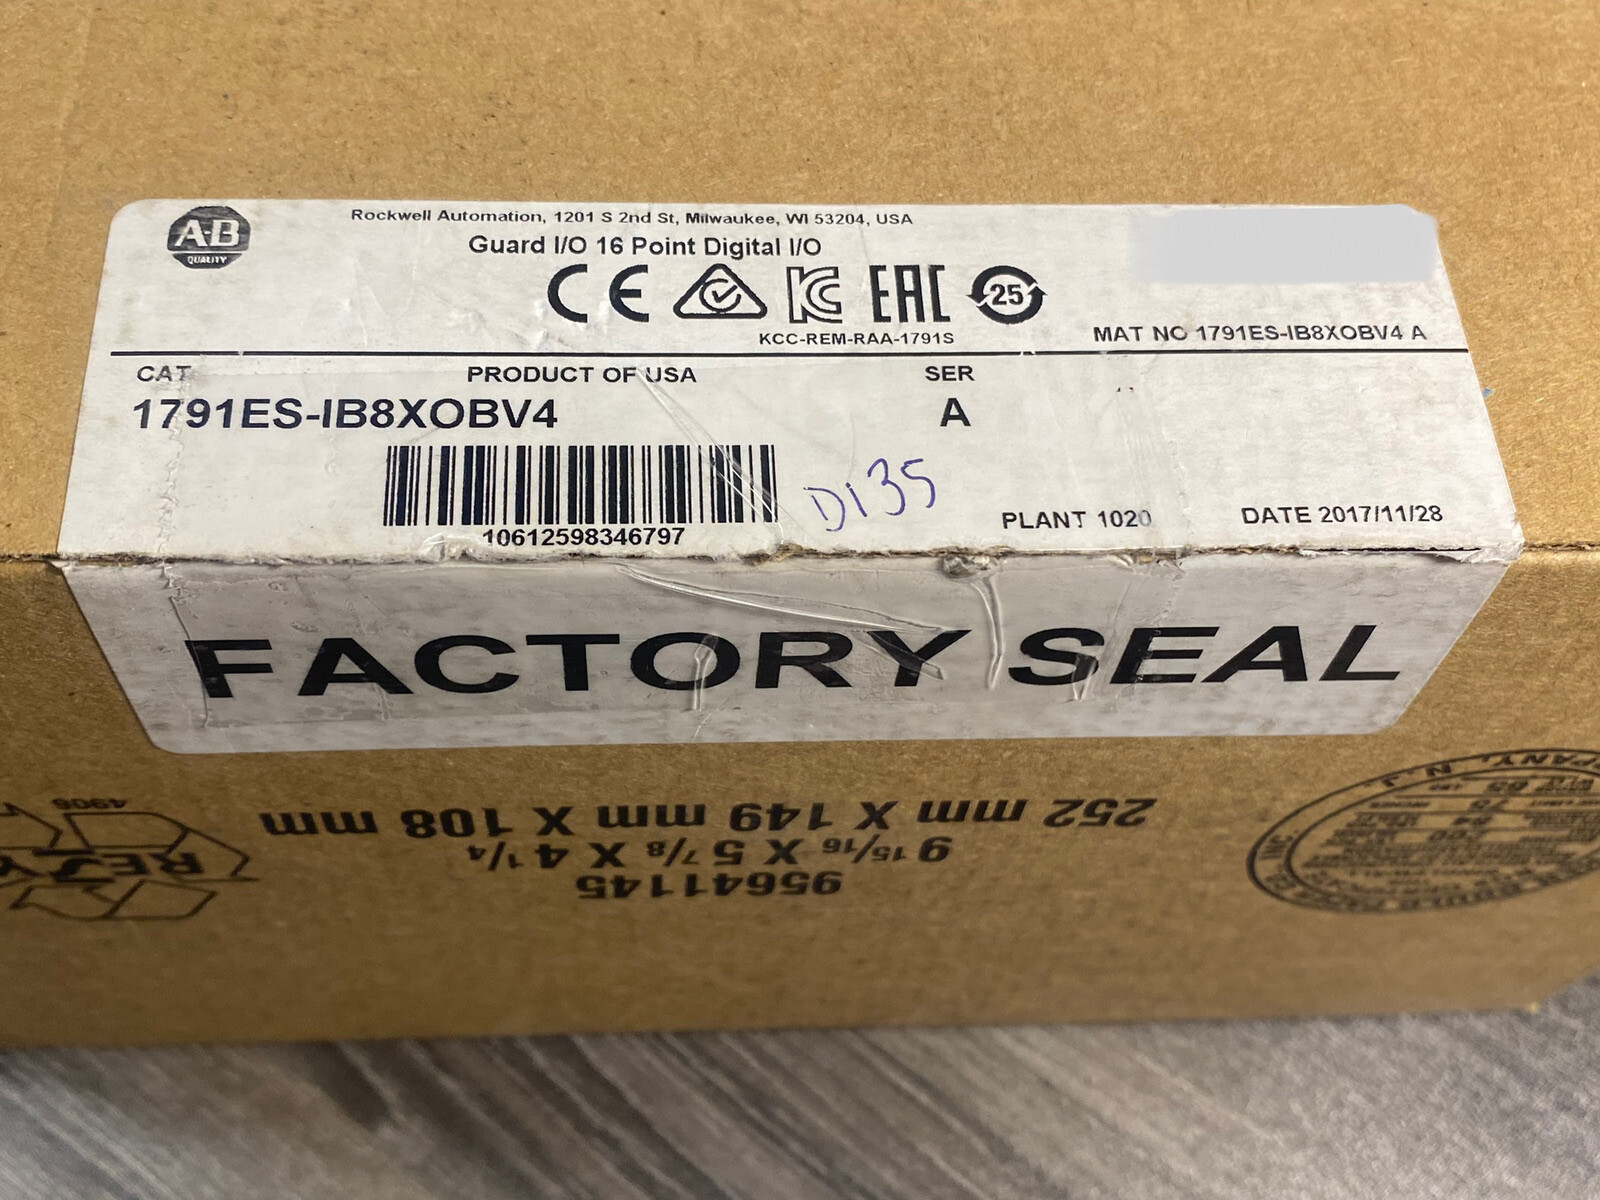 A-B
QUALITY
Rockwell Automation, 1201 S 2nd St, Milwaukee, WI 53204, USA
Guard I/O 16 Point Digital I/O
CE KC EAC 25
KCC-REM-RAA-1791S
MAT NO 1791ES-IB8XOBV4 A
CAT PRODUCT OF USA SER
1791ES-IB8XOBV4 A
D135
10612598346797
PLANT 1020 DATE 2017/11/28
FACTORY SEAL
252 mm X 149 mm X 108 mm
9 15/16 X 5 7/8 X 4 1/4
95641145
4906